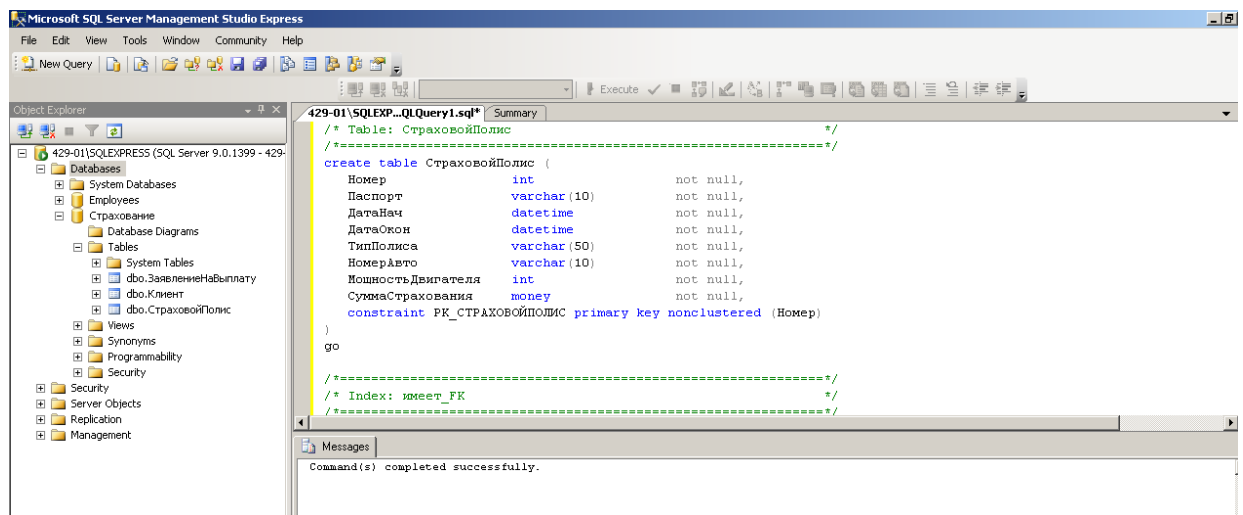 Microsoft SQL Server Management Studio Express
File Edit View Tools Window Community Help
New Query
Execute
Object Explorer
429-01\SQLEXPRESS (SQL Server 9.0.1399 - 429-
Databases
System Databases
Employees
Страхование
Database Diagrams
Tables
System Tables
dbo.ЗаявлениеНаВыплату
dbo.Клиент
dbo.СтраховойПолис
Views
Synonyms
Programmability
Security
Security
Server Objects
Replication
Management
429-01\SQLEXP...QLQuery1.sql* Summary
/* Table: СтраховойПолис */
/*==============================================================*/
create table СтраховойПолис (
Номер int not null,
Паспорт varchar(10) not null,
ДатаНач datetime not null,
ДатаОкон datetime not null,
ТипПолиса varchar(50) not null,
НомерАвто varchar(10) not null,
МощностьДвигателя int not null,
СуммаСтрахования money not null,
constraint PK_СТРАХОВОЙПОЛИС primary key nonclustered (Номер)
)
go
/*==============================================================*/
/* Index: имеет_FK */
/*==============================================================*/
Messages
Command(s) completed successfully.